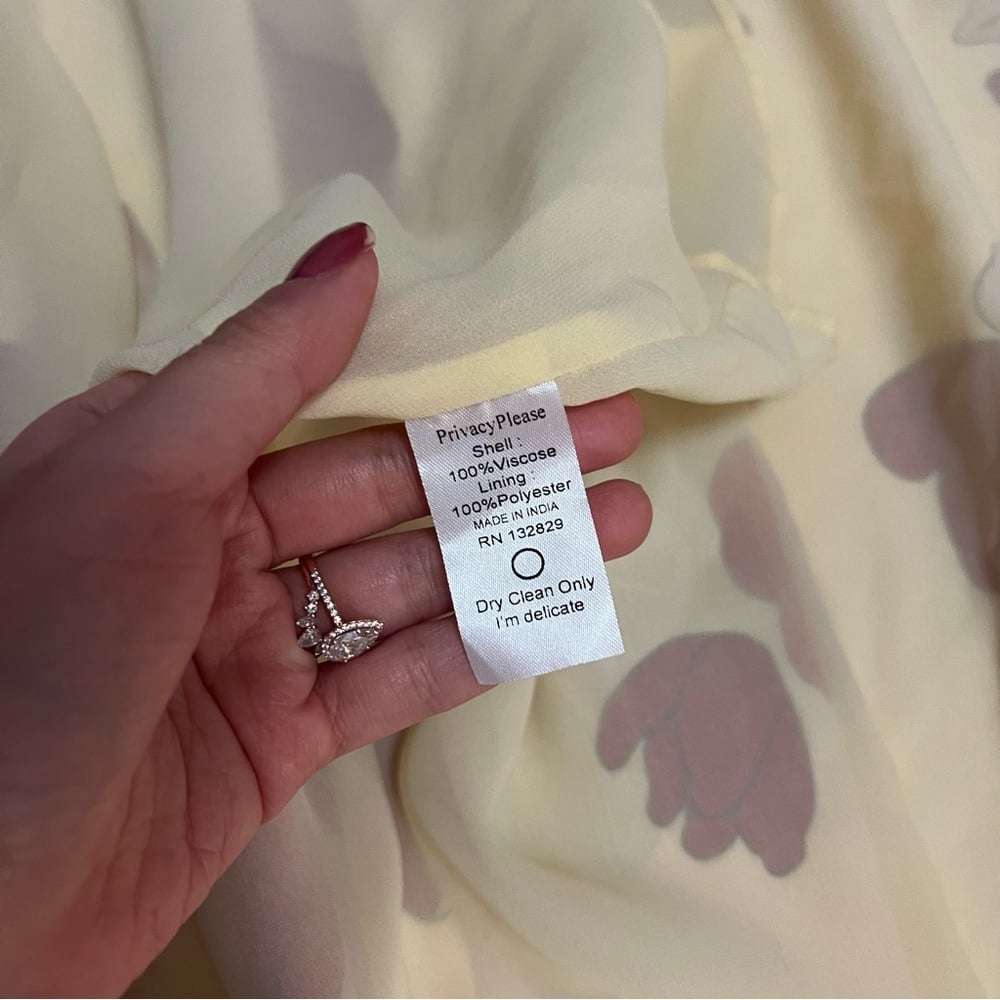 PrivacyPlease
Shell :
100%Viscose
Lining :
100%Polyester
MADE IN INDIA
RN 132829
Dry Clean Only
I'm delicate